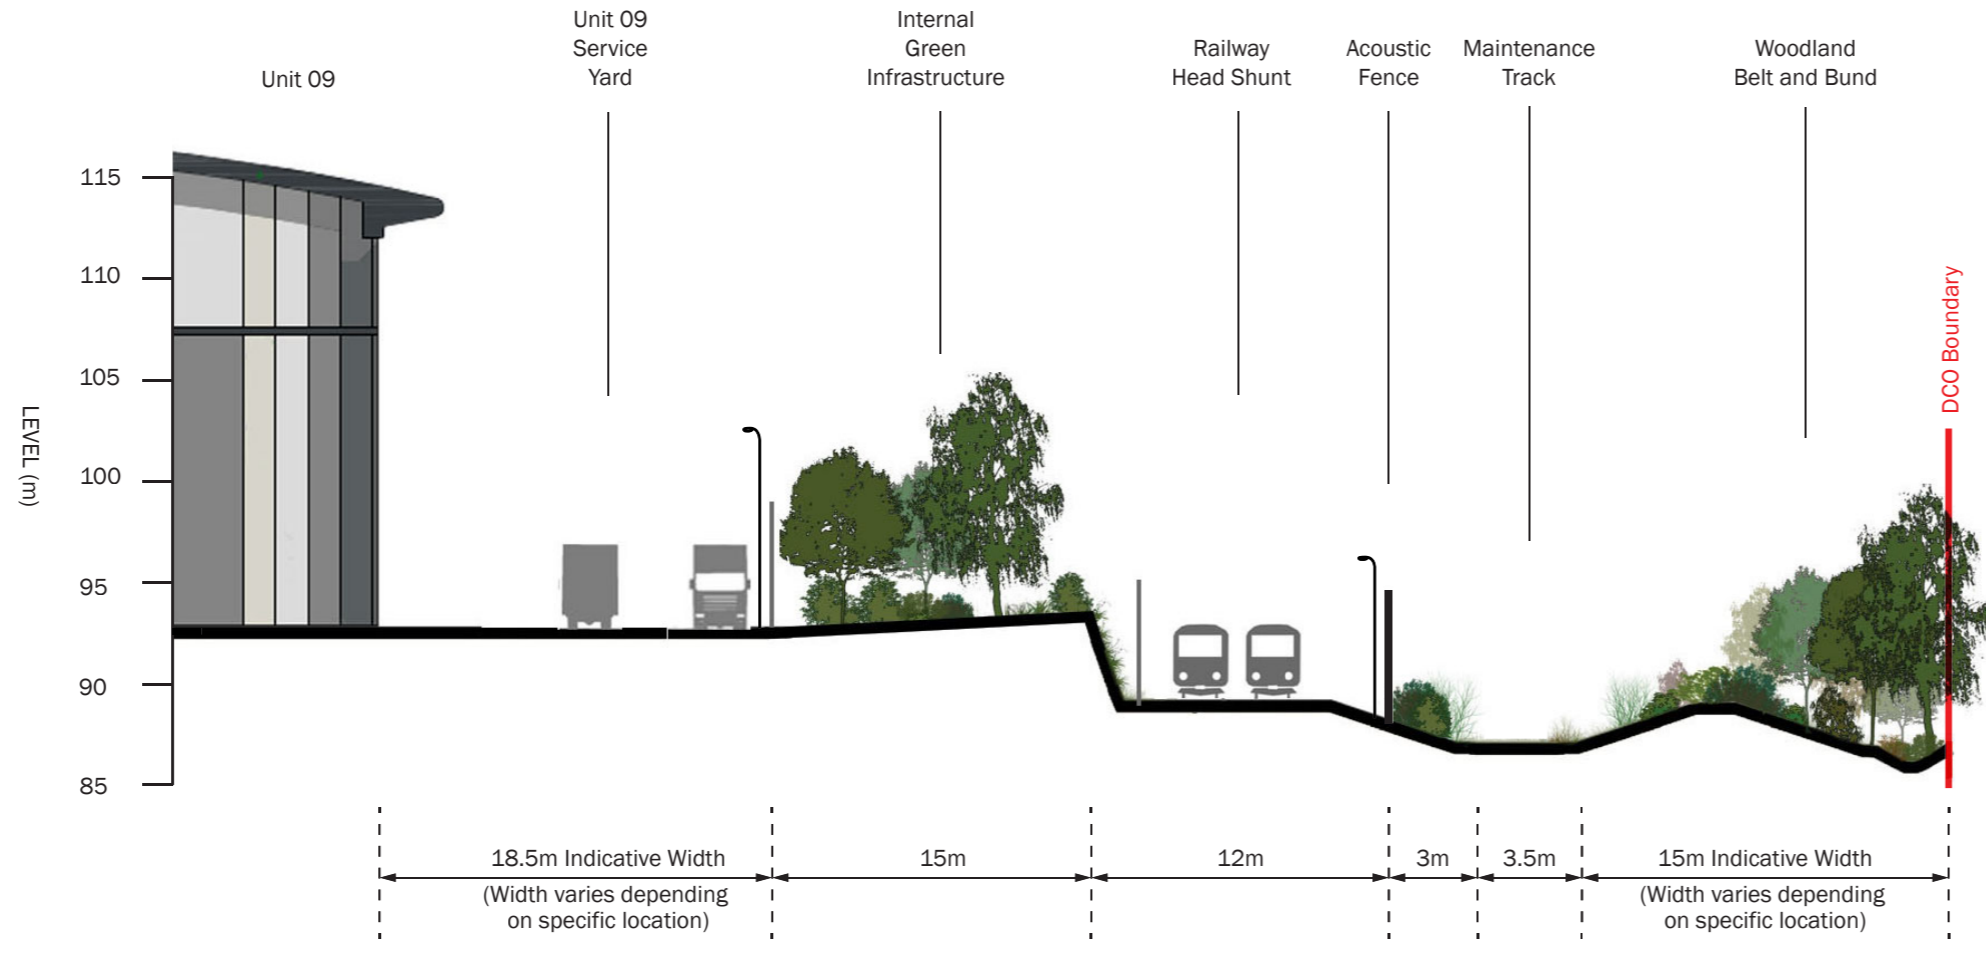 Unit 09
Unit 09
Service
Yard
Internal
Green
Infrastructure
Railway
Head Shunt
Acoustic
Fence
Maintenance
Track
Woodland
Belt and Bund
LEVEL (m)
115
110
105
100
95
90
85
DCO Boundary
18.5m Indicative Width
(Width varies depending
on specific location)
15m
12m
3m
3.5m
15m Indicative Width
(Width varies depending
on specific location)